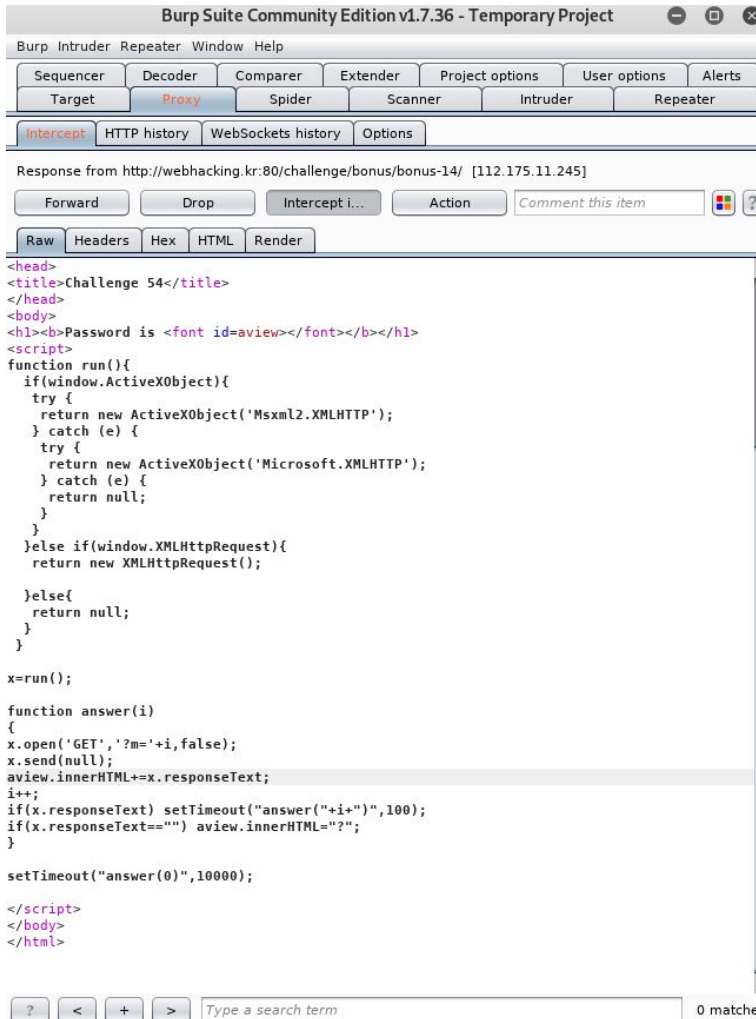 Burp Suite Community Edition v1.7.36 - Temporary Project
Burp Intruder Repeater Window Help
Sequencer Decoder Comparer Extender Project options User options Alerts
Target Proxy Spider Scanner Intruder Repeater
Intercept HTTP history WebSockets history Options
Response from http://webhacking.kr:80/challenge/bonus/bonus-14/ [112.175.11.245]
Forward Drop Intercept i... Action Comment this item ?
Raw Headers Hex HTML Render
<head>
<title>Challenge 54</title>
</head>
<body>
<h1><b>Password is <font id=aview></font></b></h1>
<script>
function run(){
if(window.ActiveXObject){
try {
return new ActiveXObject('Msxml2.XMLHTTP');
} catch (e) {
try {
return new ActiveXObject('Microsoft.XMLHTTP');
} catch (e) {
return null;
}
}
}else if(window.XMLHttpRequest){
return new XMLHttpRequest();
}else{
return null;
}
}
x=run();
function answer(i)
{
x.open('GET','?m='+i,false);
x.send(null);
aview.innerHTML+=x.responseText;
i++;
if(x.responseText) setTimeout("answer("+i+")",100);
if(x.responseText=="") aview.innerHTML="?";
}
setTimeout("answer(0)",10000);
</script>
</body>
</html>
? < + > Type a search term 0 matche